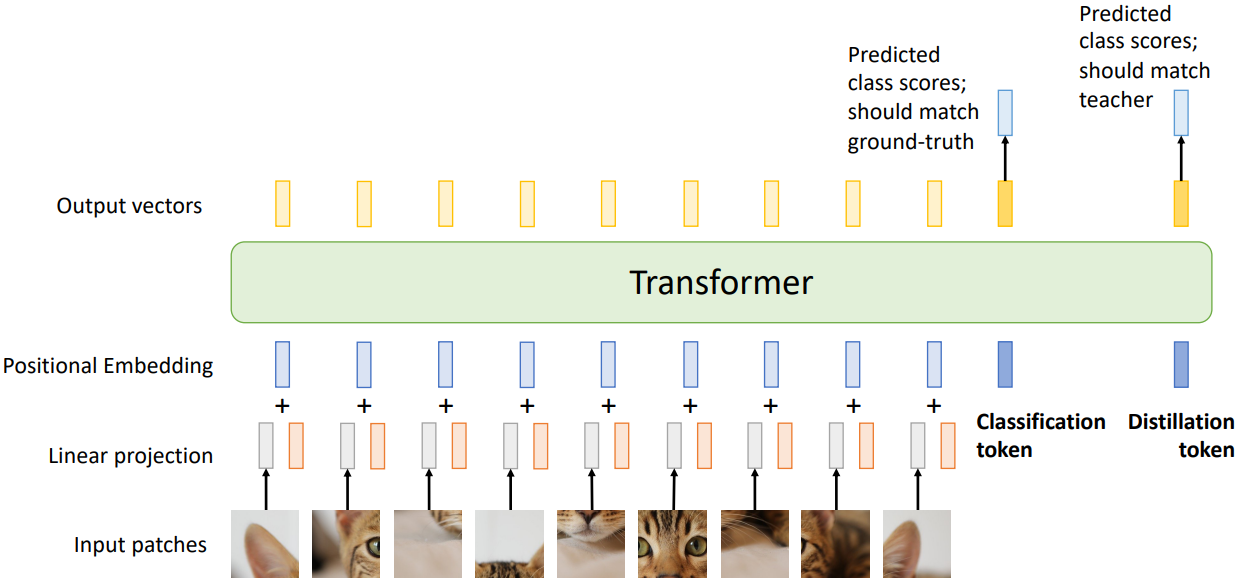 Predicted
class scores;
should match
teacher
Predicted
class scores;
should match
ground-truth
Output vectors
Transformer
Positional Embedding
+ + + + + + + + +
Classification
token
Distillation
token
Linear projection
Input patches